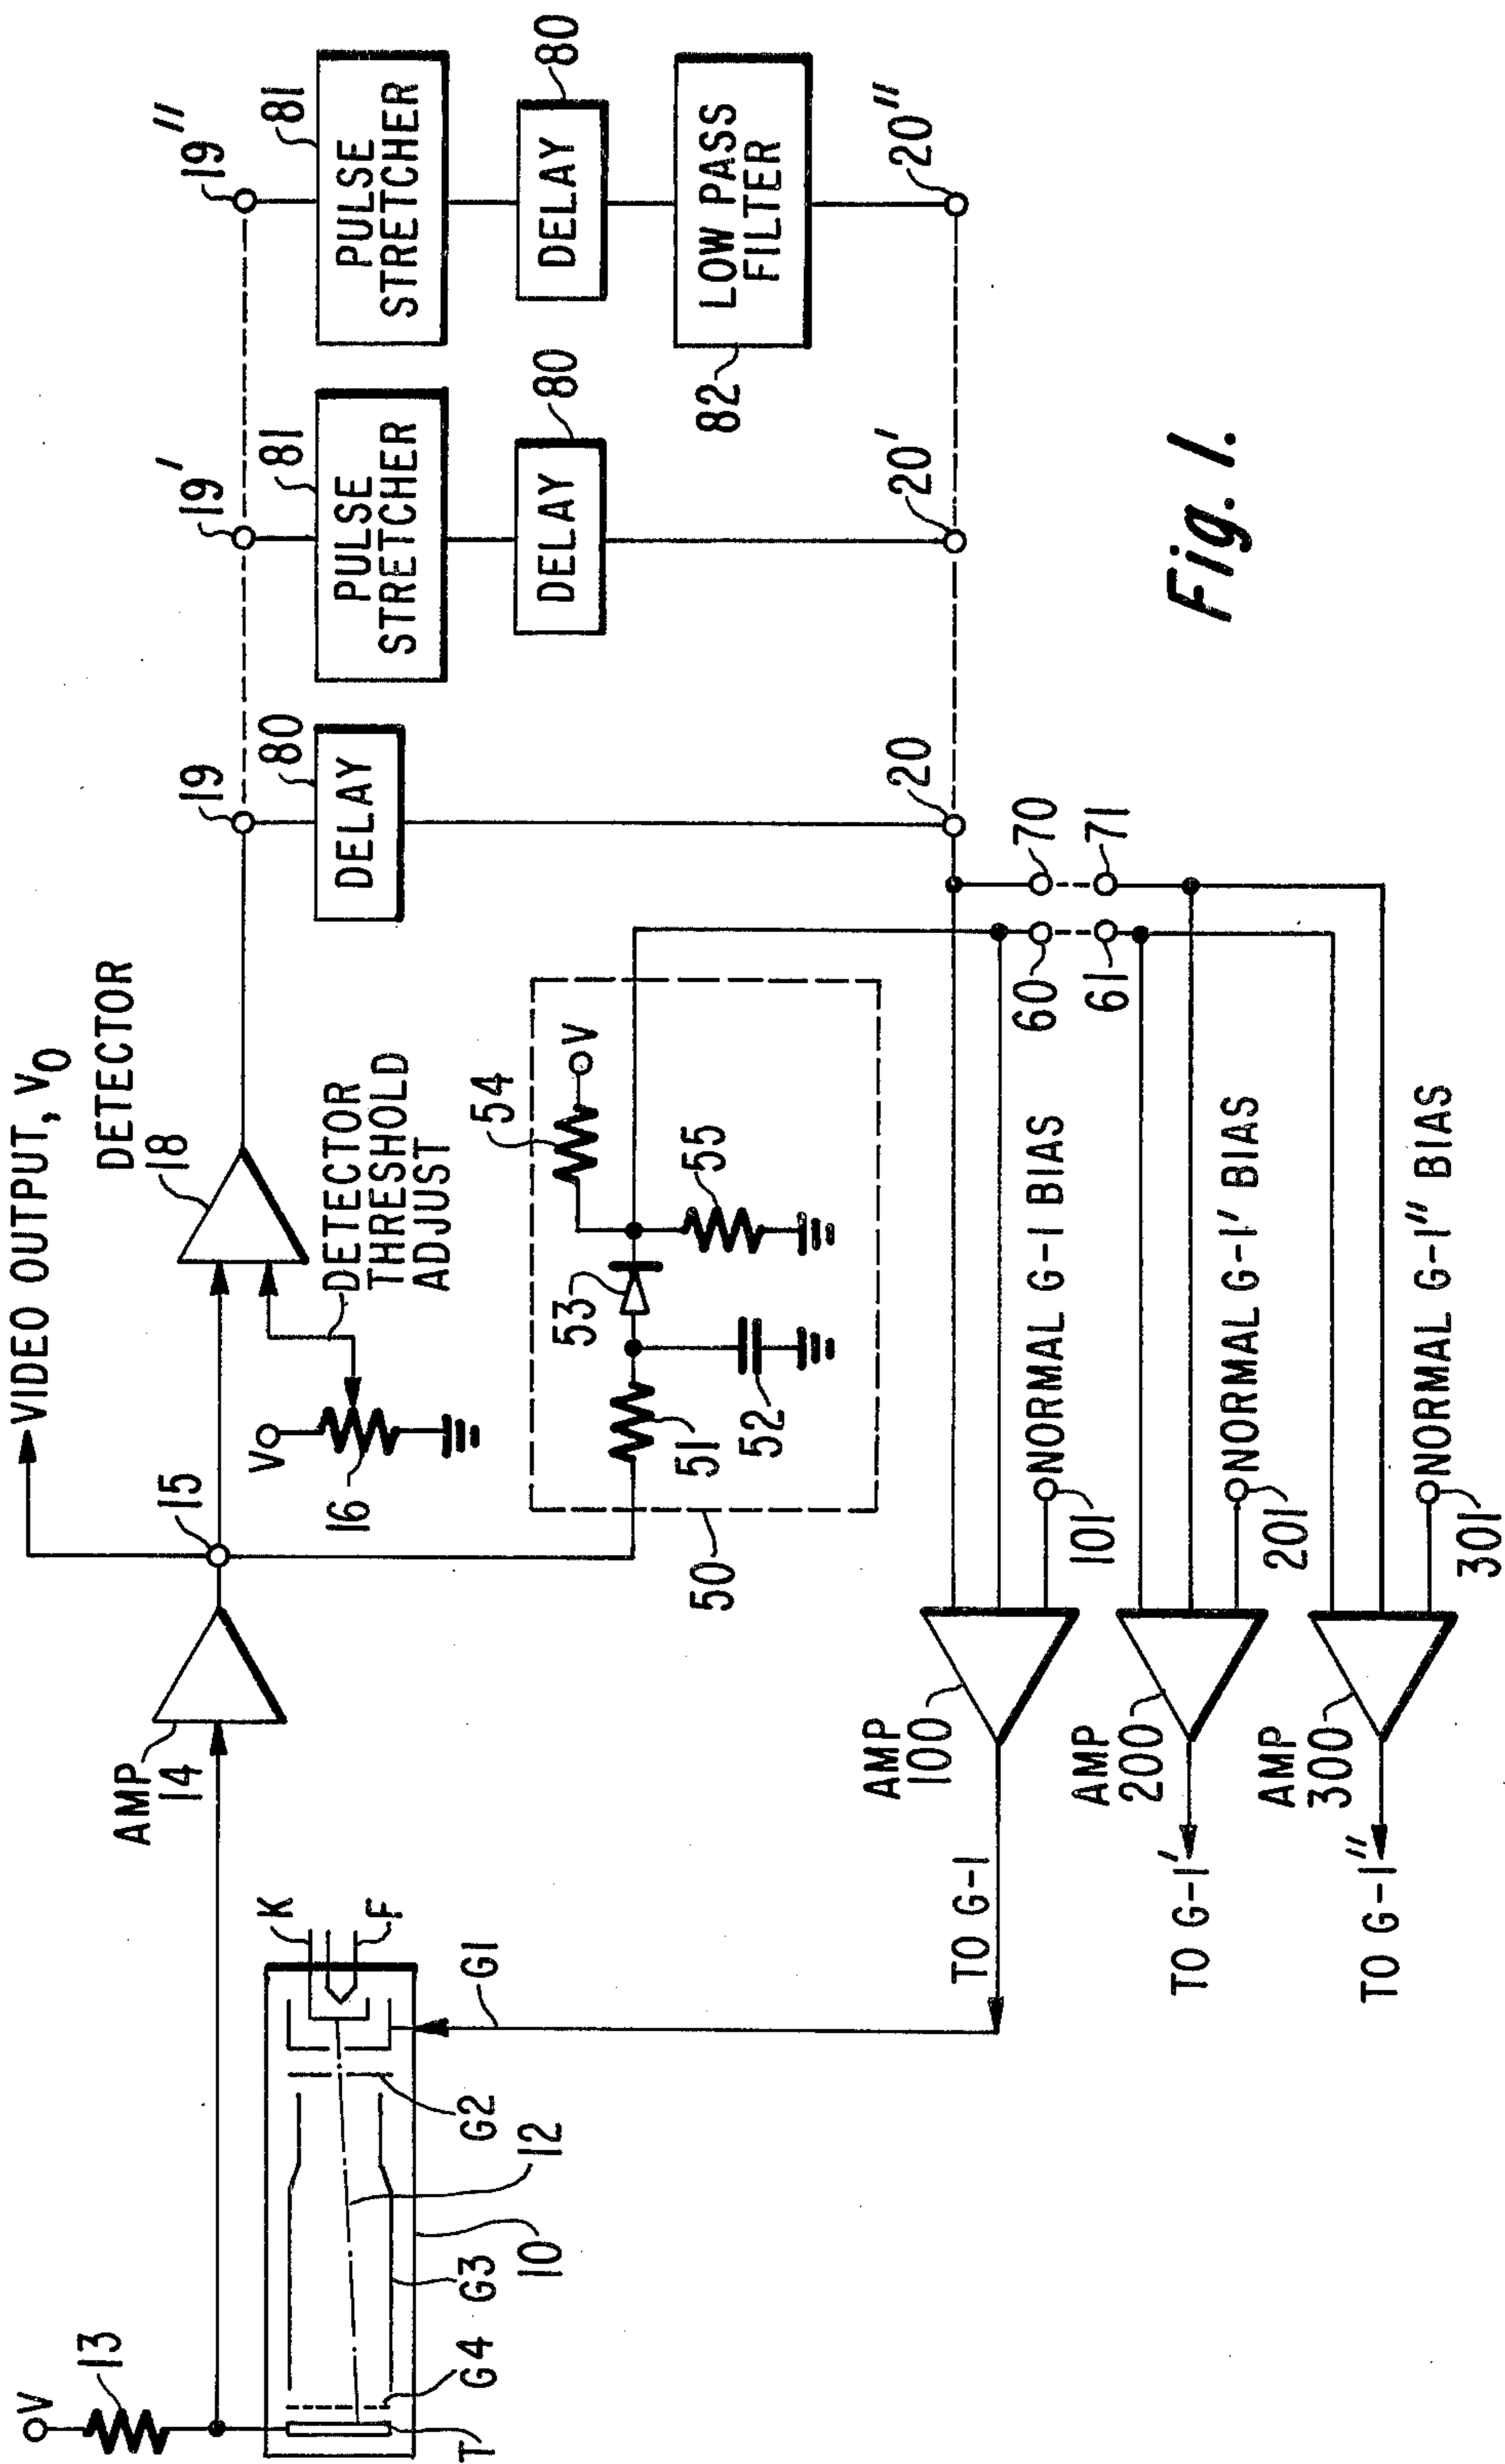 V
13
T
G4
G3
10
12
G2
G1
K
F
AMP
14
15
VIDEO OUTPUT, V0
V
16
DETECTOR
THRESHOLD
ADJUST
DETECTOR
18
19
80
DELAY
19'
81
PULSE
STRETCHER
80
DELAY
19"
81
PULSE
STRETCHER
80
DELAY
LOW PASS
FILTER
82
20
20'
20"
50
51
52
53
54
V
55
60
61
70
71
TO G-1
AMP
100
101
NORMAL G-1 BIAS
TO G-1'
AMP
200
201
NORMAL G-1' BIAS
TO G-1"
AMP
300
301
NORMAL G-1" BIAS
Fig. 1.